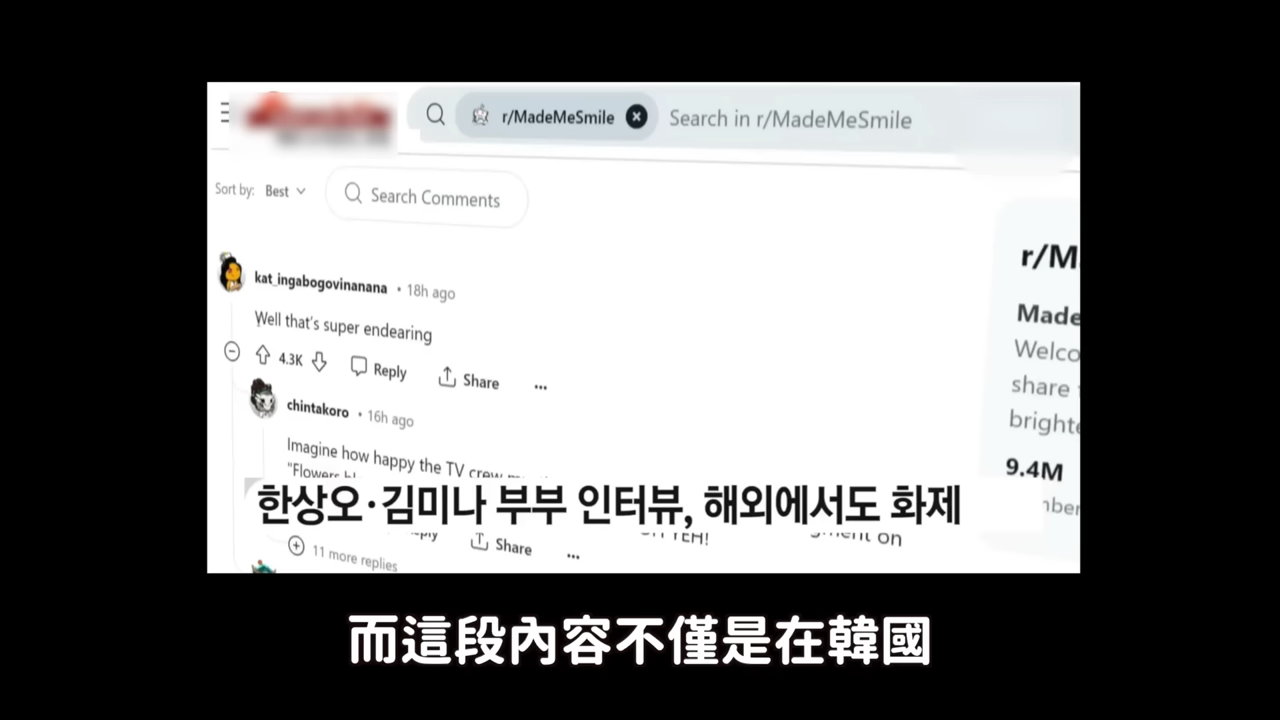 r/MadeMeSmile Search in r/MadeMeSmile
Sort by: Best Search Comments
kat_ingabogovinanana • 18h ago
Well that's super endearing
4.3K Reply Share ...
chintakoro • 16h ago
Imagine how happy the TV crew
"Flowers
한상오·김미나 부부 인터뷰, 해외에서도 화제
YEH! on
Share ...
11 more replies
r/M
Made
Welco
share
brighte
9.4M
而這段內容不僅是在韓國